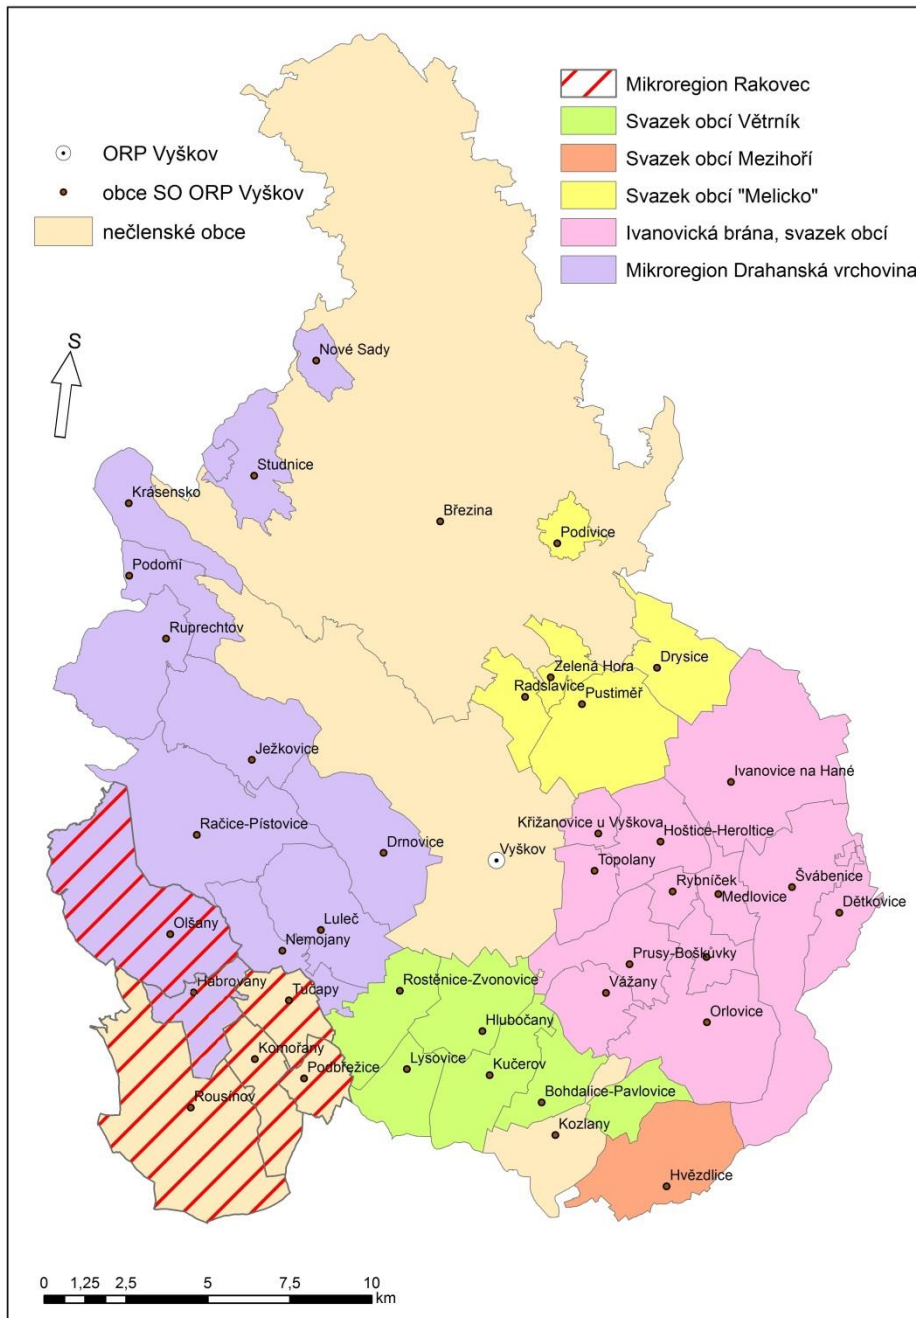 Mikroregion Rakovec
Svazek obcí Větrník
Svazek obcí Mezihoří
Svazek obcí "Melicko"
Ivanovická brána, svazek obcí
Mikroregion Drahanská vrchovina
ORP Vyškov
obce SO ORP Vyškov
nečlenské obce
S
Nové Sady
Studnice
Krásensko
Březina
Podivice
Podomí
Ruprechtov
Drysice
Zelená Hora
Radslavice
Pustiměř
Ježkovice
Ivanovice na Hané
Račice-Pístovice
Křižanovice u Vyškova
Hoštice-Heroltice
Drnovice
Vyškov
Topolany
Rybníček
Medlovice
Švábenice
Dětkovice
Olšany
Luleč
Nemojany
Prusy-Boškůvky
Habrovany
Tučapy
Rostěnice-Zvonovice
Vážany
Orlovice
Hlubočany
Komořany
Podbřežice
Lysovice
Kučerov
Rousínov
Bohdalice-Pavlovice
Kozlany
Hvězdlice
0 1,25 2,5 5 7,5 10
km